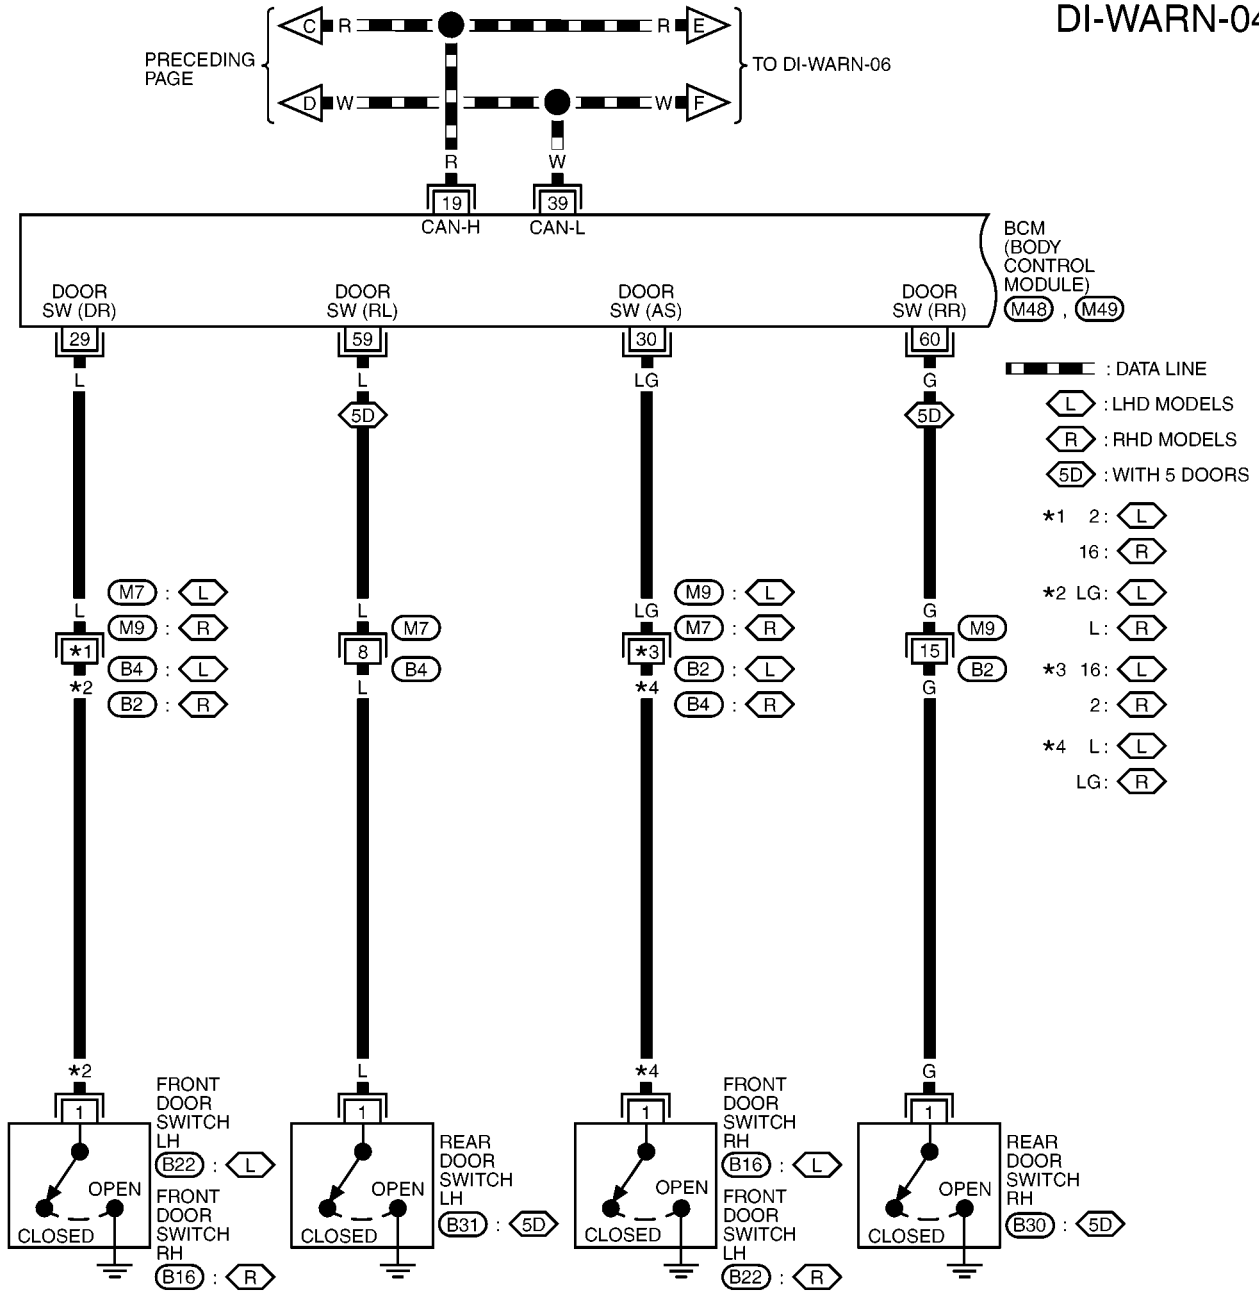 DI-WARN-04
C R R E
PRECEDING
PAGE
TO DI-WARN-06
D W W F
R W
19 39
CAN-H CAN-L
BCM
(BODY
CONTROL
MODULE)
M48 , M49
DOOR
SW (DR)
DOOR
SW (RL)
DOOR
SW (AS)
DOOR
SW (RR)
29 59 30 60
L L LG G
5D 5D
: DATA LINE
L : LHD MODELS
R : RHD MODELS
5D : WITH 5 DOORS
★1 2: L
16: R
★2 LG: L
L: R
★3 16: L
2: R
★4 L: L
LG: R
L L LG G
M7 : L
M9 : R
★1
B4 : L
★2
B2 : R
M7
8
B4
L
M9 : L
M7 : R
★3
B2 : L
★4
B4 : R
M9
15
B2
G
★2 L ★4 G
1 1 1 1
FRONT
DOOR
SWITCH
LH
B22 : L
FRONT
DOOR
SWITCH
RH
B16 : R
OPEN
CLOSED
REAR
DOOR
SWITCH
LH
B31 : 5D
OPEN
CLOSED
FRONT
DOOR
SWITCH
RH
B16 : L
FRONT
DOOR
SWITCH
LH
B22 : R
OPEN
CLOSED
REAR
DOOR
SWITCH
RH
B30 : 5D
OPEN
CLOSED